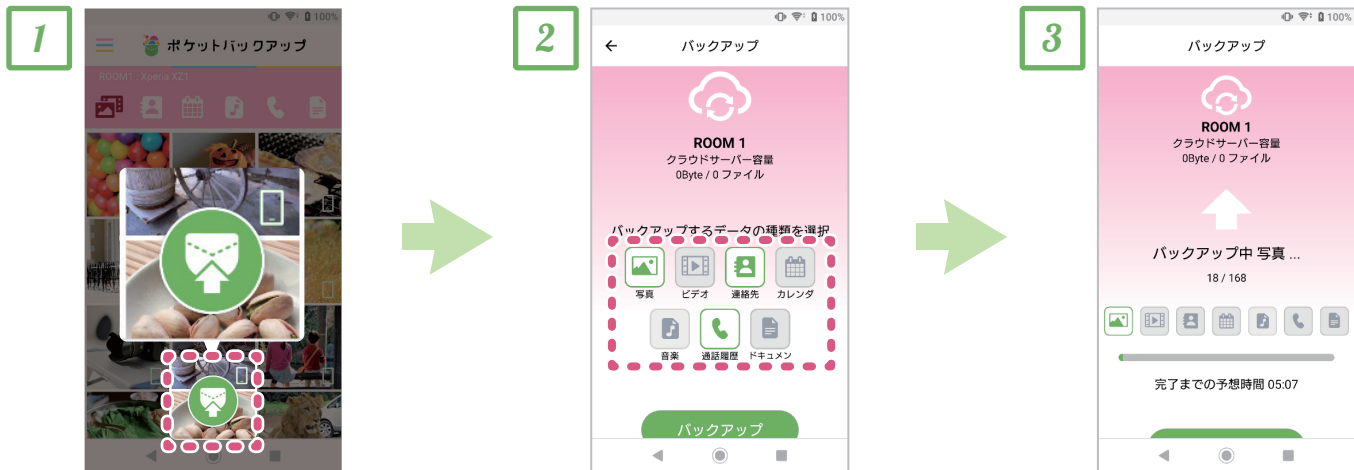 1
100%
ポケットバックアップ
ROOM1 : Xperia XZ1
2
100%
バックアップ
ROOM 1
クラウドサーバー容量
0Byte / 0 ファイル
バックアップするデータの種類を選択
写真
ビデオ
連絡先
カレンダ
音楽
通話履歴
ドキュメン
バックアップ
3
100%
バックアップ
ROOM 1
クラウドサーバー容量
0Byte / 0 ファイル
バックアップ中 写真 ...
18 / 168
完了までの予想時間 05:07